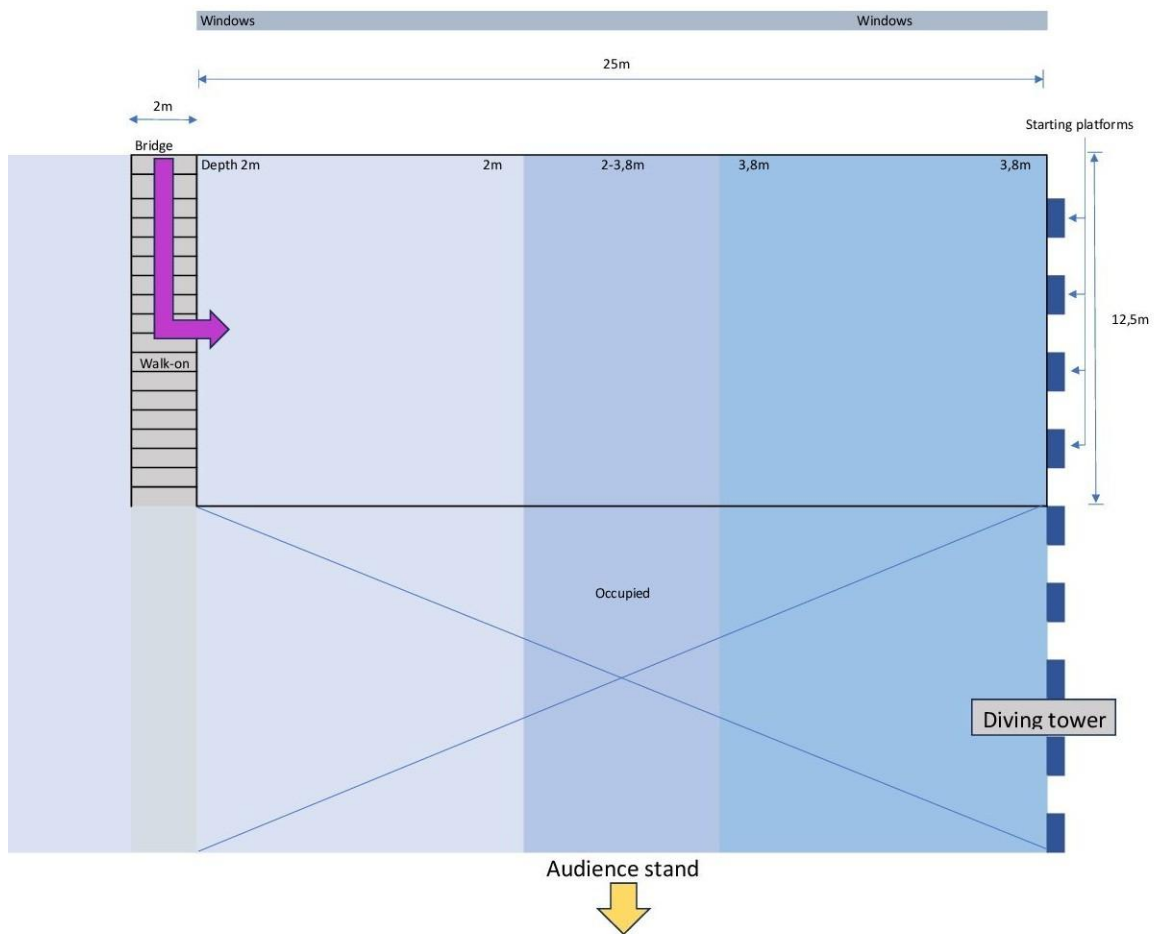 Windows
Windows
25m
2m
Starting platforms
Bridge
Depth 2m
2m
2-3,8m
3,8m
3,8m
12,5m
Walk-on
Occupied
Diving tower
Audience stand